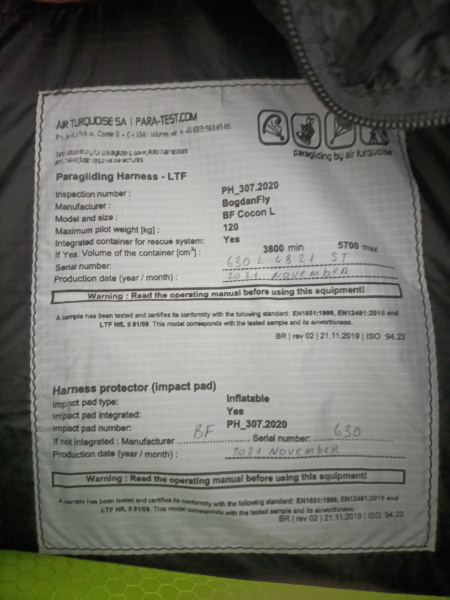 AIR TURQUOISE SA | PARA-TEST.COM
paragliding by air turquoise
Paragliding Harness - LTF
Inspection number : PH_307.2020
Manufacturer : BogdanFly
Model and size : BF Cocon L
Maximum pilot weight [kg] : 120
Integrated container for rescue system: Yes
If Yes. Volume of the container [cm³] : 3800 min 5700 max
Serial number: 630 L 4321 ST
Production date (year / month) : 2021 November
Warning : Read the operating manual before using this equipment!
A sample has been tested and certifies its conformity with the following standard: EN1651:1999, EN12491:2015 and
LTF NfL II 91/09. This model corresponds with the tested sample and its airworthiness.
BR | rev 02 | 21.11.2019 | ISO 94.23
Harness protector (impact pad)
Impact pad type: Inflatable
Impact pad integrated: Yes
Impact pad number: PH_307.2020
If not integrated : Manufacturer BF Serial number: 630
Production date (year / month) : 2021 November
Warning : Read the operating manual before using this equipment!
A sample has been tested and certifies its conformity with the following standard: EN1651:1999, EN12491:2015 and
LTF NfL II 91/09. This model corresponds with the tested sample and its airworthiness.
BR | rev 02 | 21.11.2019 | ISO 94.23